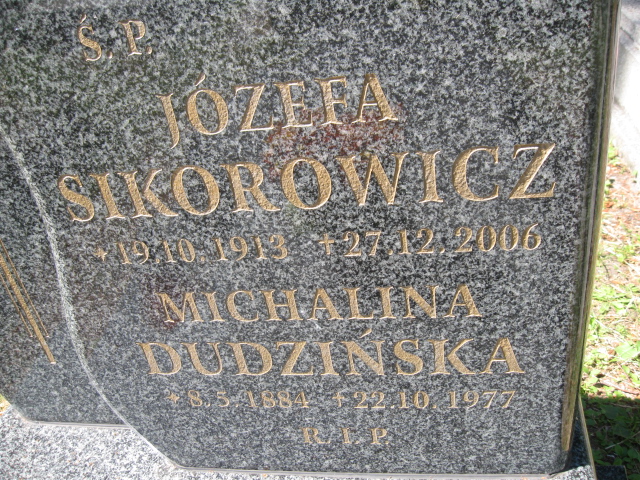 Ś. P.
JÓZEFA
SIKOROWICZ
*19.10.1913 +27.12.2006
MICHALINA
DUDZIŃSKA
*8.5.1884 +22.10.1977
R. I. P.